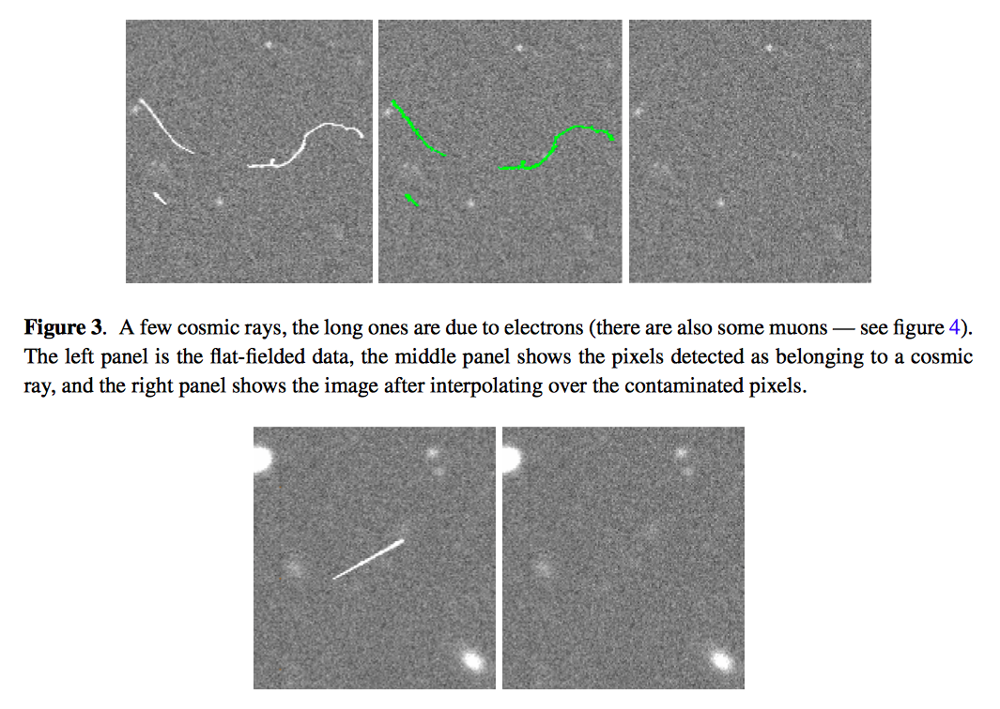 Figure 3. A few cosmic rays, the long ones are due to electrons (there are also some muons — see figure 4).
The left panel is the flat-fielded data, the middle panel shows the pixels detected as belonging to a cosmic
ray, and the right panel shows the image after interpolating over the contaminated pixels.